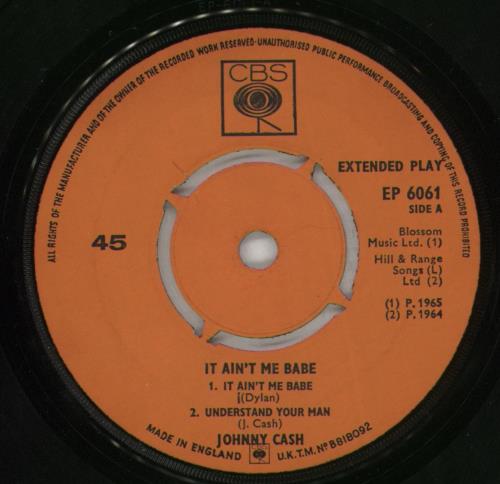 ALL RIGHTS OF THE MANUFACTURER AND OF THE OWNER OF THE RECORDED WORK RESERVED·UNAUTHORISED PUBLIC PERFORMANCE BROADCASTING AND COPYING OF THIS RECORD PROHIBITED
CBS
EXTENDED PLAY
EP 6061
SIDE A
45
Blossom
Music Ltd. (1)
Hill & Range
Songs (L)
Ltd (2)
(1) P. 1965
(2) P. 1964
IT AIN'T ME BABE
1. IT AIN'T ME BABE
(Dylan)
2. UNDERSTAND YOUR MAN
(J. Cash)
JOHNNY CASH
MADE IN ENGLAND
U.K.T.M. Nº B818092